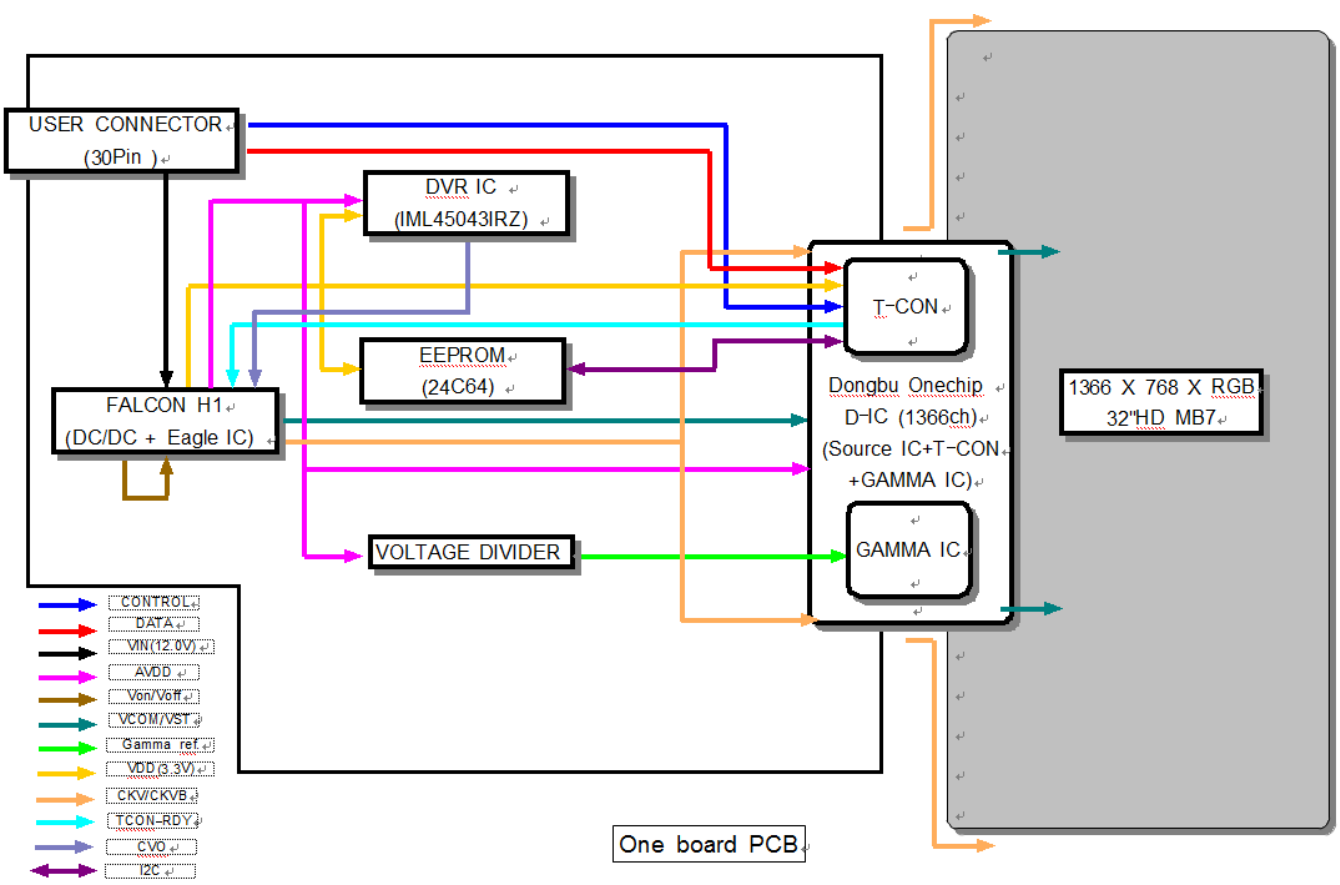 USER CONNECTOR
(30Pin )
DVR IC
(IML45043IRZ)
T-CON
EEPROM
(24C64)
FALCON H1
(DC/DC + Eagle IC)
Dongbu Onechip
D-IC (1366ch)
(Source IC+T-CON
+GAMMA IC)
1366 X 768 X RGB
32"HD MB7
VOLTAGE DIVIDER
GAMMA IC
CONTROL
DATA
VIN(12.0V)
AVDD
Von/Voff
VCOM/VST
Gamma ref.
VDD(3.3V)
CKV/CKVB
TCON-RDY
CVO
I2C
One board PCB